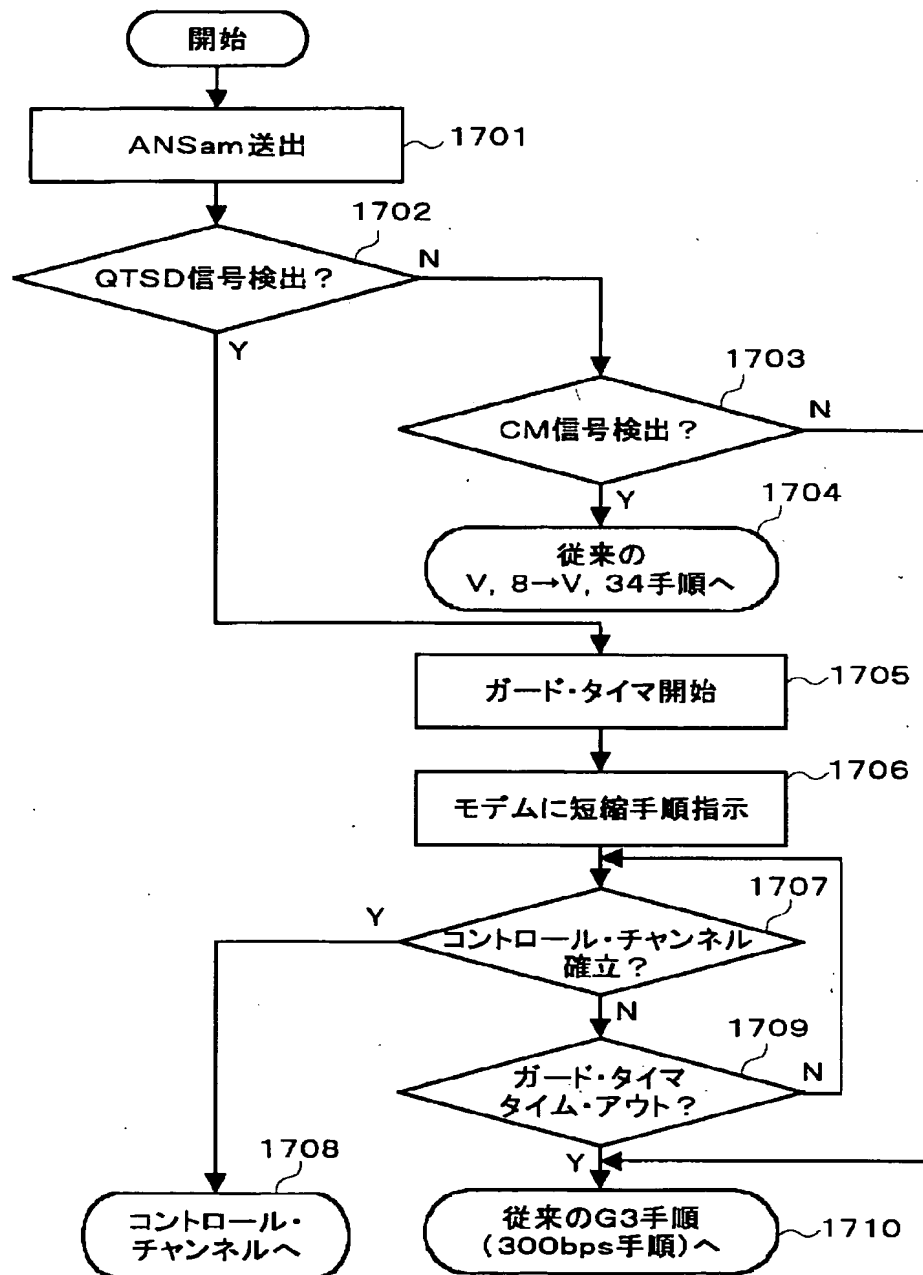 開始
ANSam送出
1701
1702
QTSD信号検出？
N
Y
1703
CM信号検出？
N
Y
1704
従来の
V，8→V，34手順へ
ガード・タイマ開始
1705
モデムに短縮手順指示
1706
1707
Y
コントロール・チャンネル
確立？
N
1709
ガード・タイマ
タイム・アウト？
N
Y
1708
コントロール・
チャンネルへ
従来のG3手順
(300bps手順)へ
1710